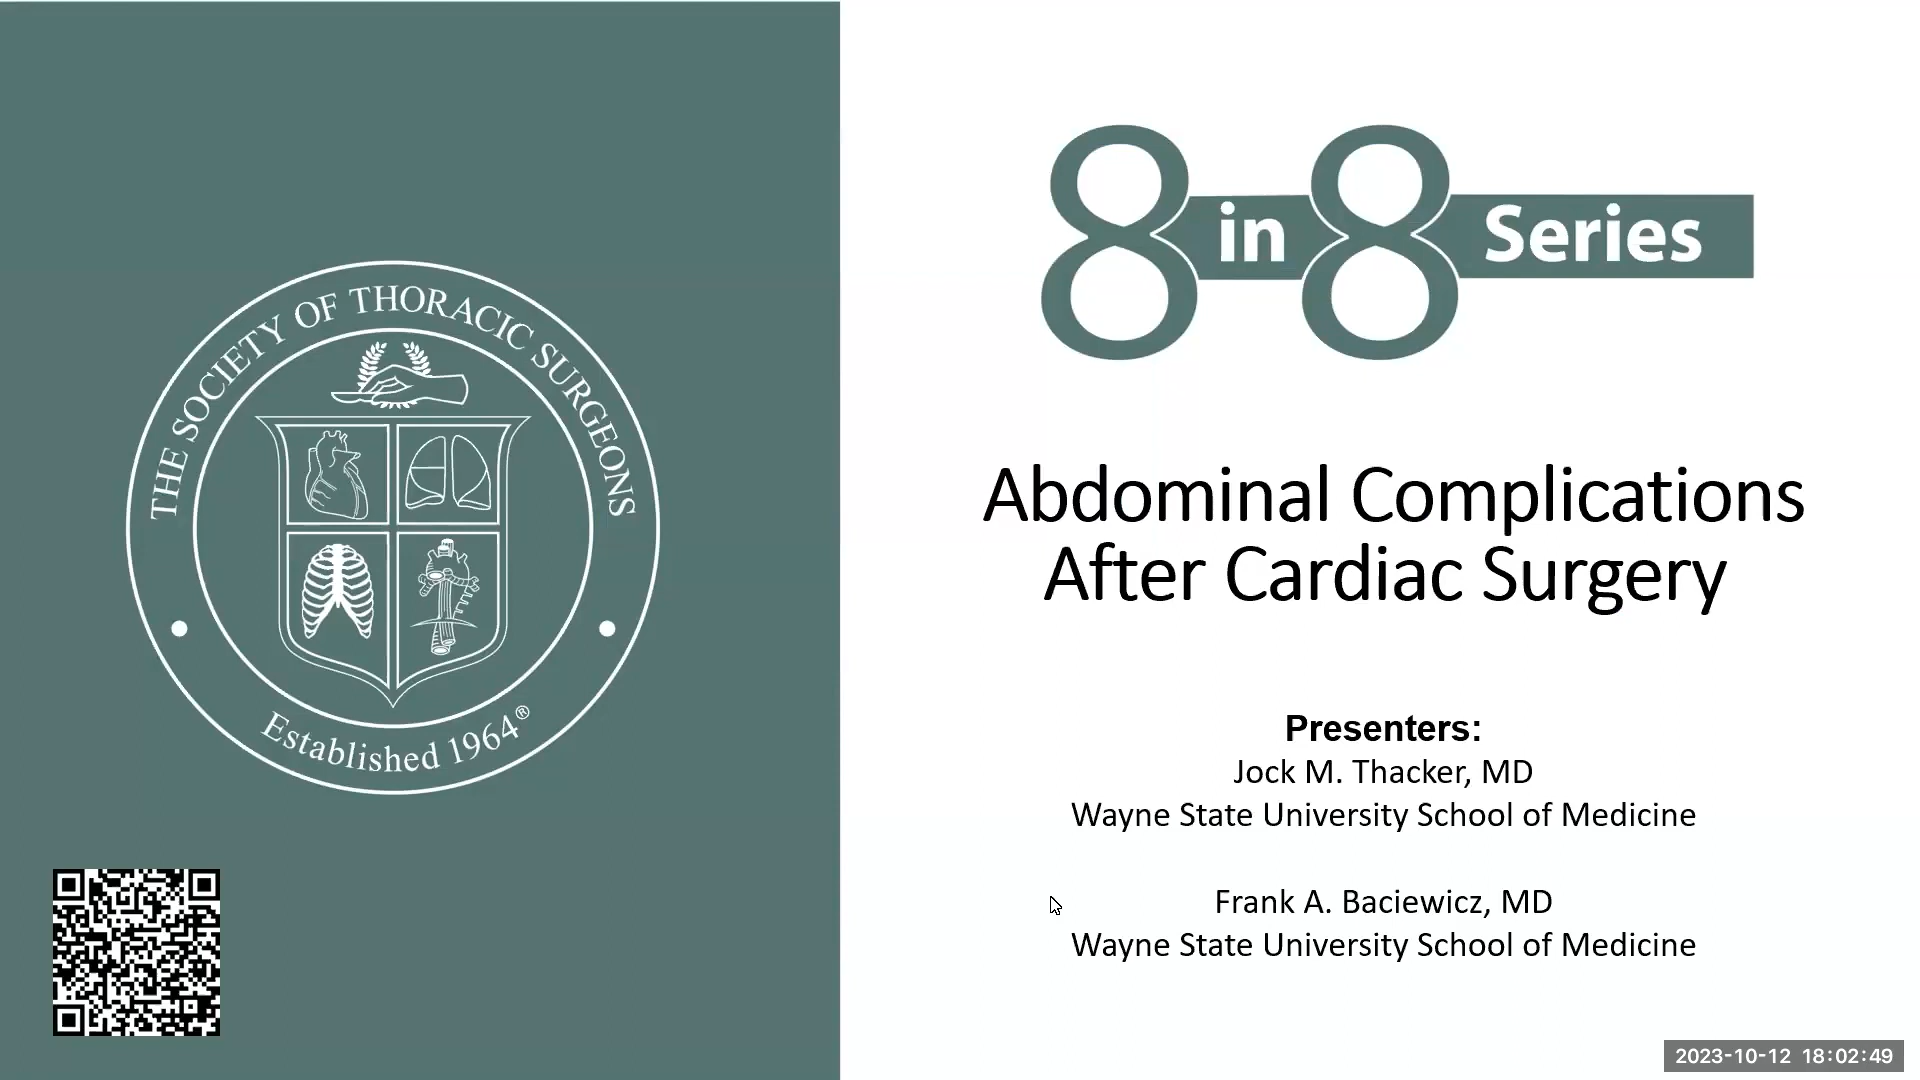 THE SOCIETY OF THORACIC SURGEONS
Established 1964®
8 in 8 Series
Abdominal Complications
After Cardiac Surgery
Presenters:
Jock M. Thacker, MD
Wayne State University School of Medicine
Frank A. Baciewicz, MD
Wayne State University School of Medicine
2023-10-12 18:02:49